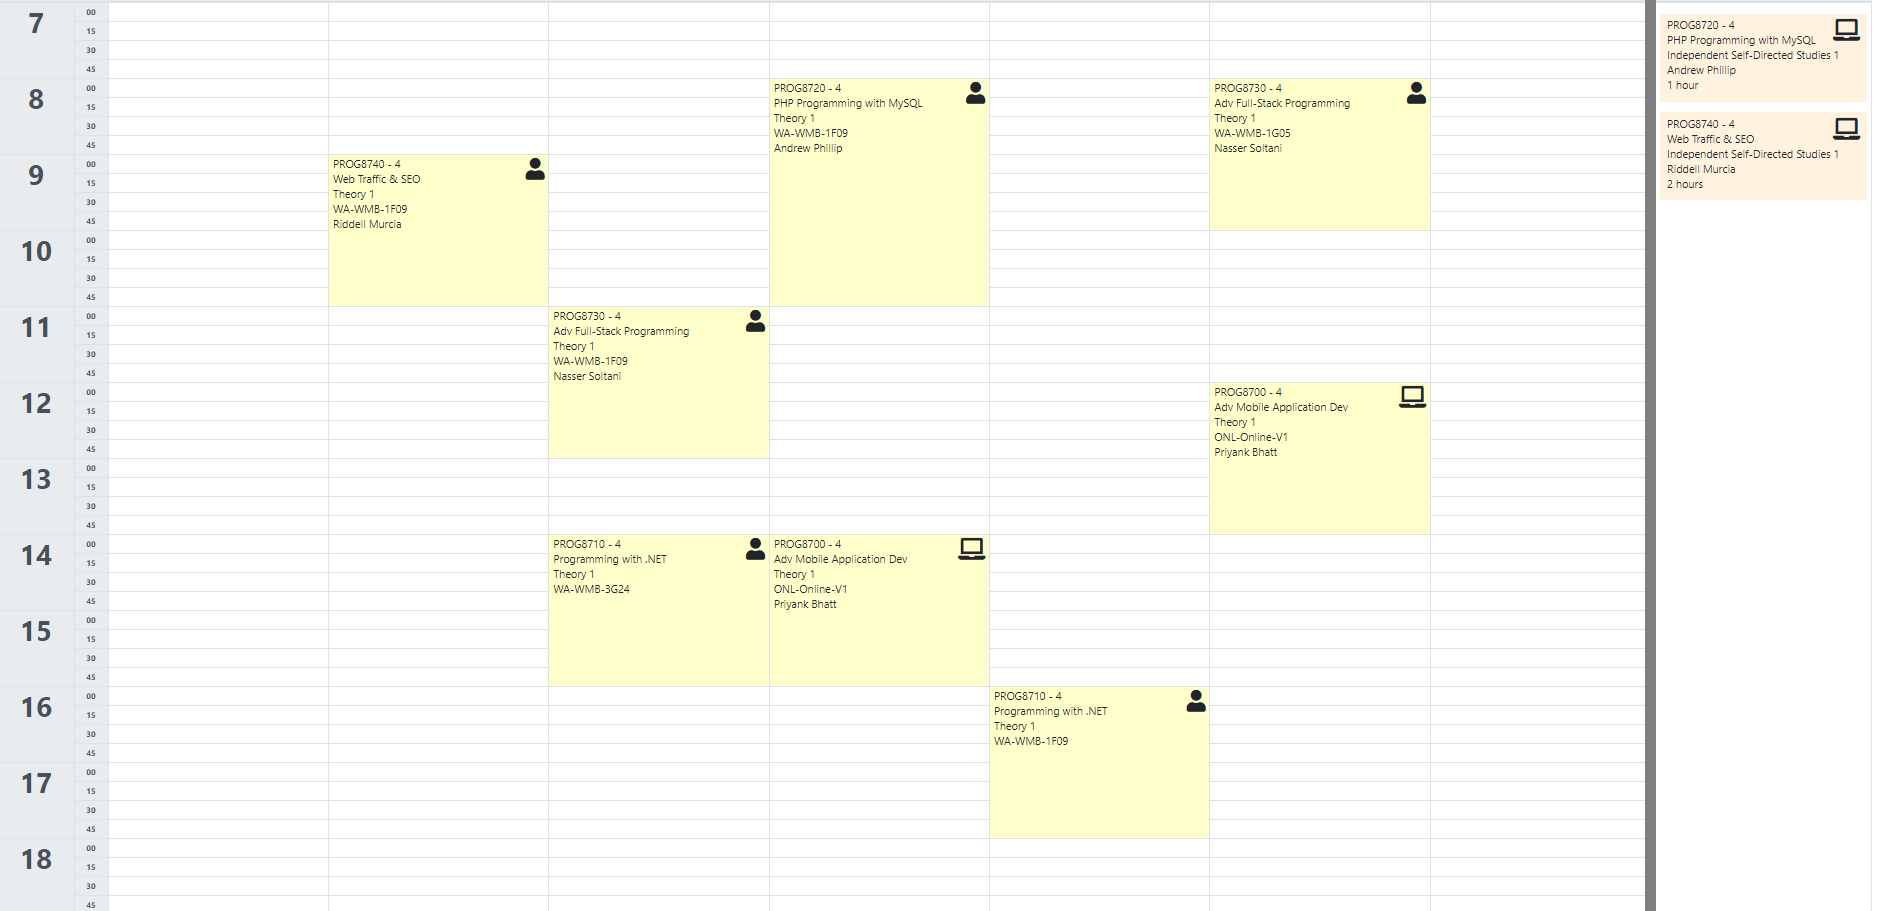 7
00
15
30
45
8
00
15
30
45
9
00
15
30
45
10
00
15
30
45
11
00
15
30
45
12
00
15
30
45
13
00
15
30
45
14
00
15
30
45
15
00
15
30
45
16
00
15
30
45
17
00
15
30
45
18
00
15
30
45
PROG8740 - 4
Web Traffic & SEO
Theory 1
WA-WMB-1F09
Riddell Murcia
PROG8730 - 4
Adv Full-Stack Programming
Theory 1
WA-WMB-1F09
Nasser Soltani
PROG8710 - 4
Programming with .NET
Theory 1
WA-WMB-3G24
PROG8720 - 4
PHP Programming with MySQL
Theory 1
WA-WMB-1F09
Andrew Phillip
PROG8700 - 4
Adv Mobile Application Dev
Theory 1
ONL-Online-V1
Priyank Bhatt
PROG8710 - 4
Programming with .NET
Theory 1
WA-WMB-1F09
PROG8730 - 4
Adv Full-Stack Programming
Theory 1
WA-WMB-1G05
Nasser Soltani
PROG8700 - 4
Adv Mobile Application Dev
Theory 1
ONL-Online-V1
Priyank Bhatt
PROG8720 - 4
PHP Programming with MySQL
Independent Self-Directed Studies 1
Andrew Phillip
1 hour
PROG8740 - 4
Web Traffic & SEO
Independent Self-Directed Studies 1
Riddell Murcia
2 hours